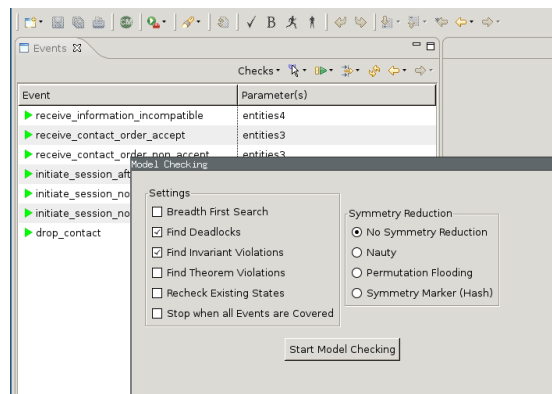 Events
Checks
Event Parameter(s)
receive_information_incompatible entities4
receive_contact_order_accept entities3
receive_contact_order_non_accept entities3
Model Checking
initiate_session_aft
initiate_session_no
initiate_session_no
drop_contact
Settings
Breadth First Search
Find Deadlocks
Find Invariant Violations
Find Theorem Violations
Recheck Existing States
Stop when all Events are Covered
Symmetry Reduction
No Symmetry Reduction
Nauty
Permutation Flooding
Symmetry Marker (Hash)
Start Model Checking